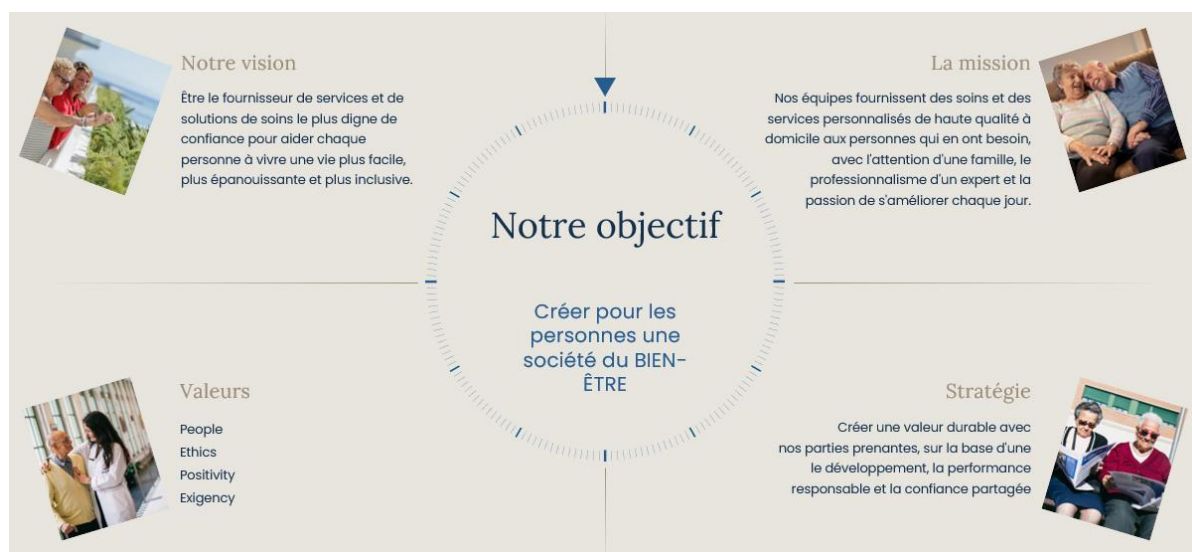 Notre vision
Être le fournisseur de services et de
solutions de soins le plus digne de
confiance pour aider chaque
personne à vivre une vie plus facile,
plus épanouissante et plus inclusive.
La mission
Nos équipes fournissent des soins et des
services personnalisés de haute qualité à
domicile aux personnes qui en ont besoin,
avec l'attention d'une famille, le
professionnalisme d'un expert et la
passion de s'améliorer chaque jour.
Notre objectif
Créer pour les
personnes une
société du BIEN-
ÊTRE
Valeurs
People
Ethics
Positivity
Exigency
Stratégie
Créer une valeur durable avec
nos parties prenantes, sur la base d'une
le développement, la performance
responsable et la confiance partagée